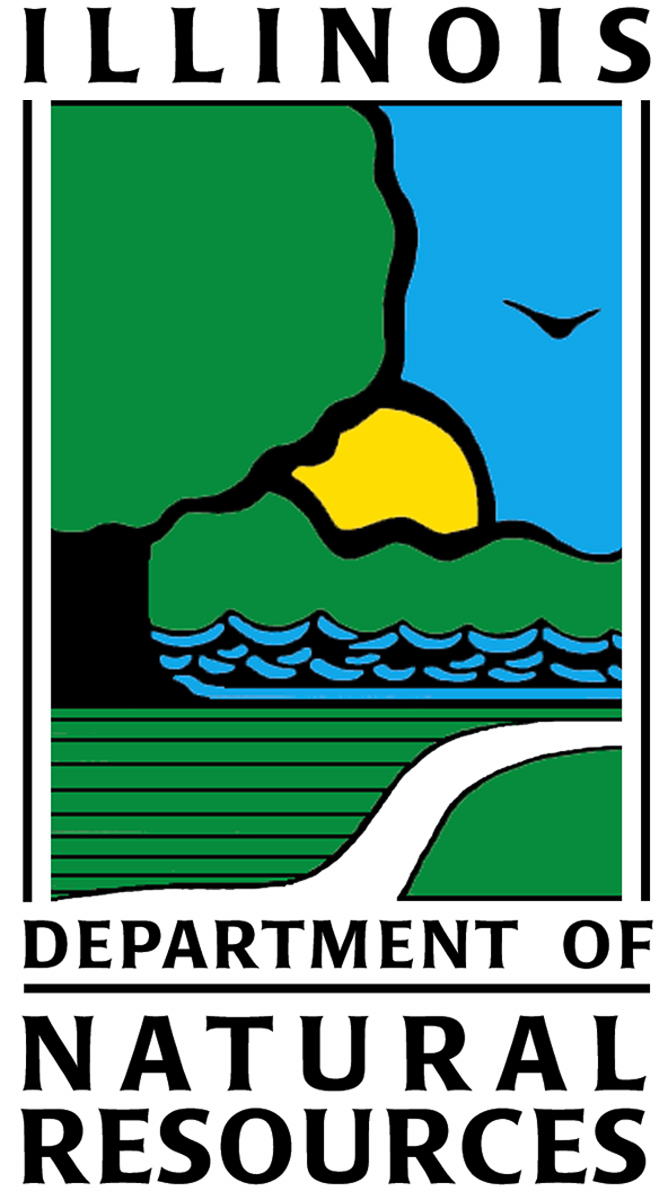 ILLINOIS
DEPARTMENT OF
NATURAL
RESOURCES